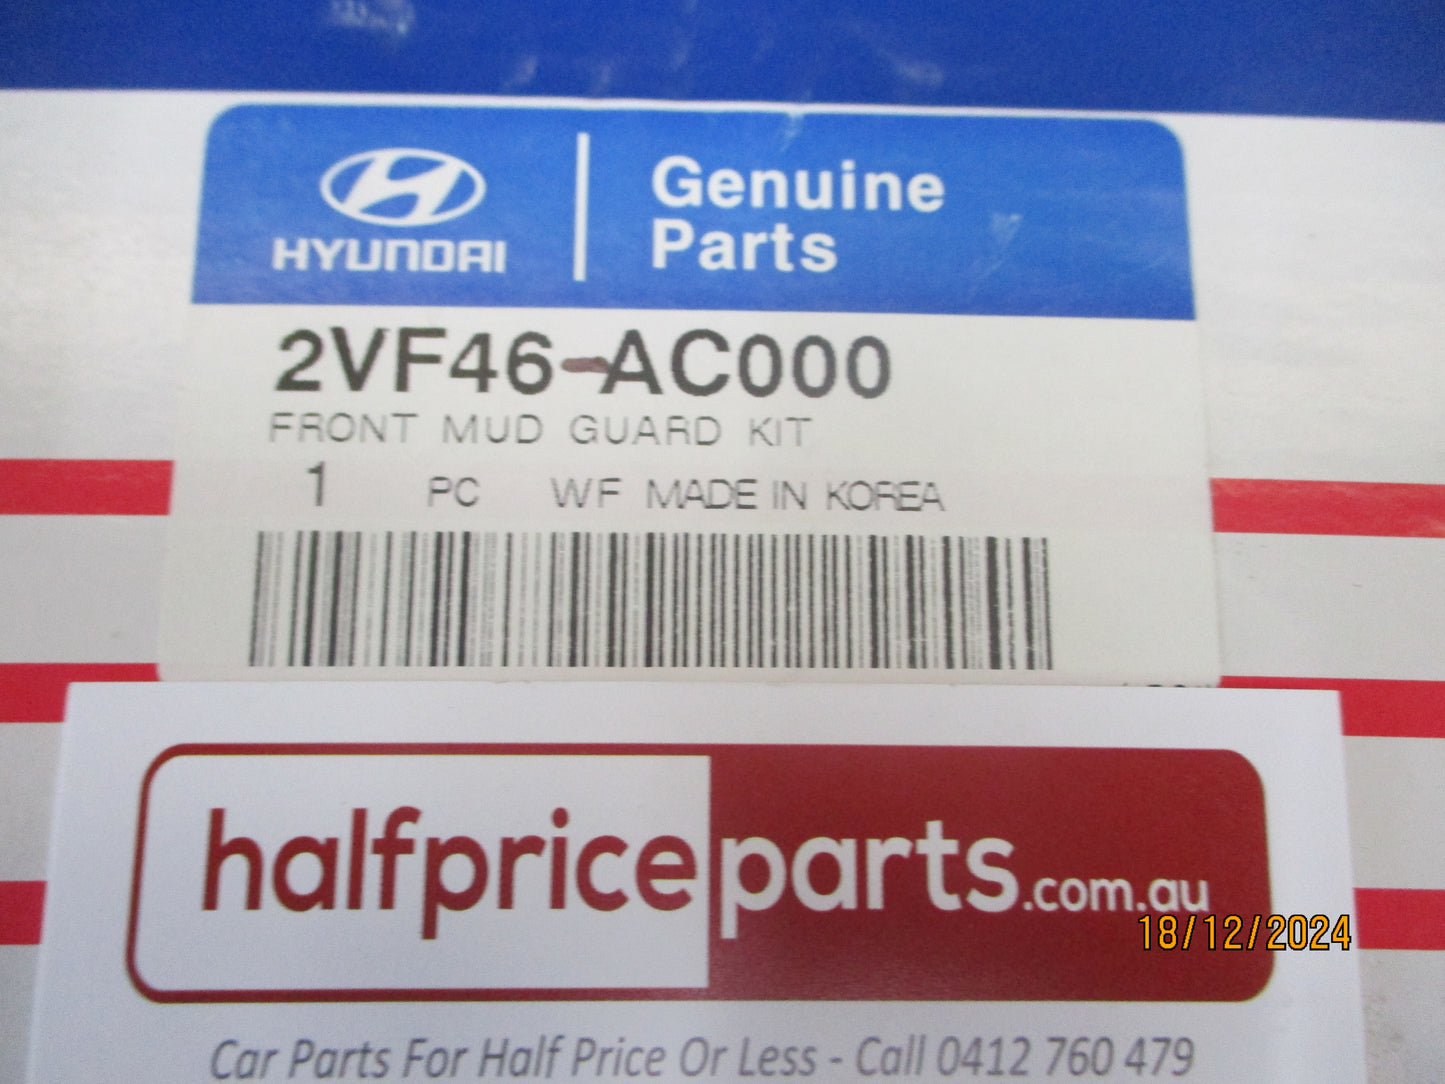 HYUNDAI
Genuine
Parts
2VF46-AC000
FRONT MUD GUARD KIT
1 PC WF MADE IN KOREA
halfpriceparts.com.au
18/12/2024
Car Parts For Half Price Or Less - Call 0412 760 479